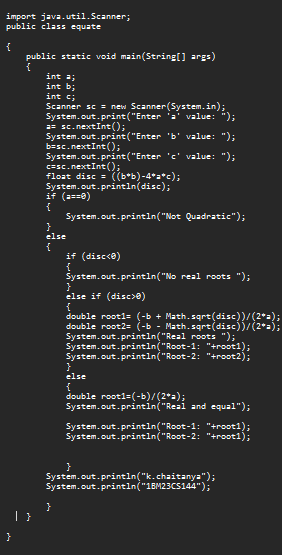 import java.util.Scanner;
public class equate
{
public static void main(String[] args)
{
int a;
int b;
int c;
Scanner sc = new Scanner(System.in);
System.out.print("Enter 'a' value: ");
a= sc.nextInt();
System.out.print("Enter 'b' value: ");
b=sc.nextInt();
System.out.print("Enter 'c' value: ");
c=sc.nextInt();
float disc = ((b*b)-4*a*c);
System.out.println(disc);
if (a==0)
{
System.out.println("Not Quadratic");
}
else
{
if (disc<0)
{
System.out.println("No real roots ");
}
else if (disc>0)
{
double root1= (-b + Math.sqrt(disc))/(2*a);
double root2= (-b - Math.sqrt(disc))/(2*a);
System.out.println("Real roots ");
System.out.println("Root-1: "+root1);
System.out.println("Root-2: "+root2);
}
else
{
double root1=(-b)/(2*a);
System.out.println("Real and equal");
System.out.println("Root-1: "+root1);
System.out.println("Root-2: "+root1);
}
System.out.println("k.chaitanya");
System.out.println("1BM23CS144");
}
}
}